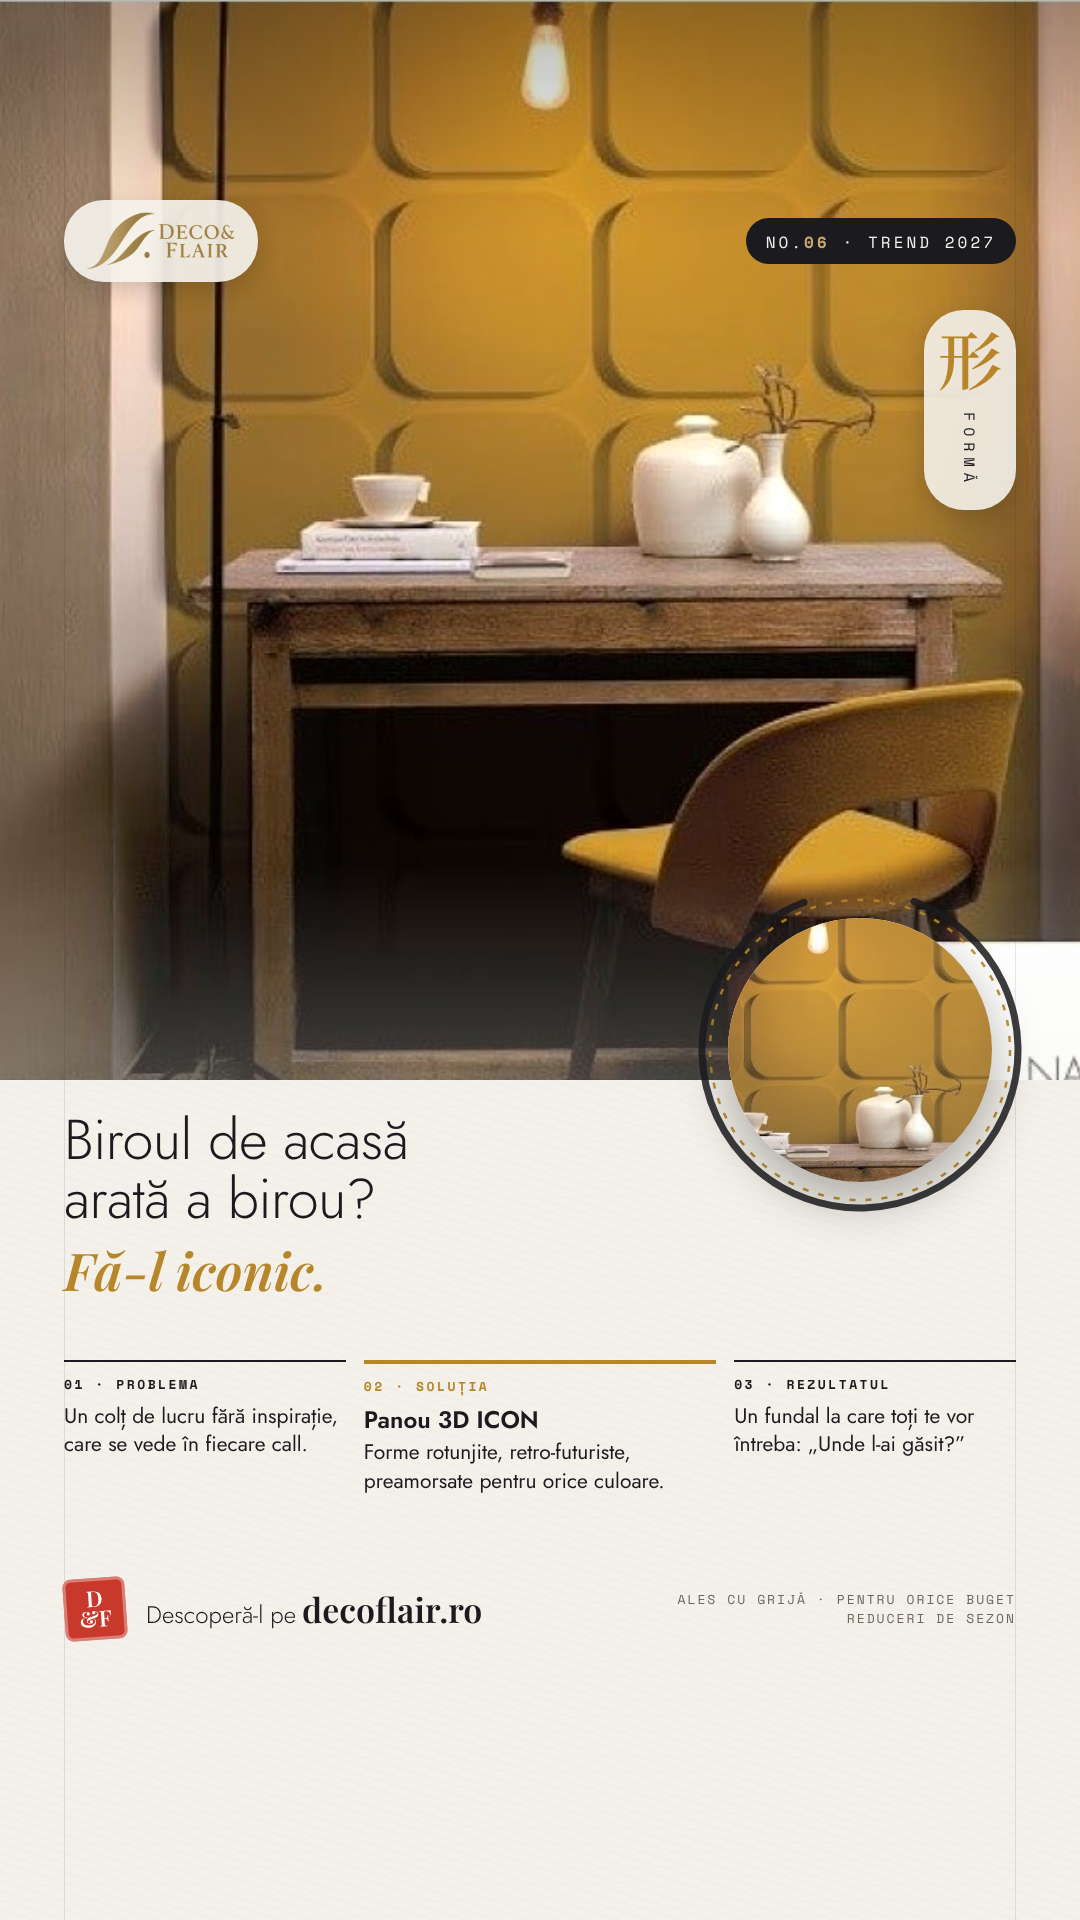 DECO&
FLAIR
NO.06 · TREND 2027
形
FORMĂ
NA
Biroul de acasă
arată a birou?
Fă-l iconic.
01 · PROBLEMA
Un colț de lucru fără inspirație,
care se vede în fiecare call.
02 · SOLUȚIA
Panou 3D ICON
Forme rotunjite, retro-futuriste,
preamorsate pentru orice culoare.
03 · REZULTATUL
Un fundal la care toți te vor
întreba: „Unde l-ai găsit?”
D
&F
Descoperă-l pe decoflair.ro
ALES CU GRIJĂ · PENTRU ORICE BUGET
REDUCERI DE SEZON